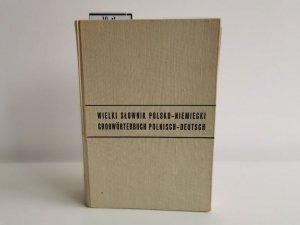 WIELKI SŁOWNIK POLSKO-NIEMIECKI
GROßWÖRTERBUCH POLNISCH-DEUTSCH